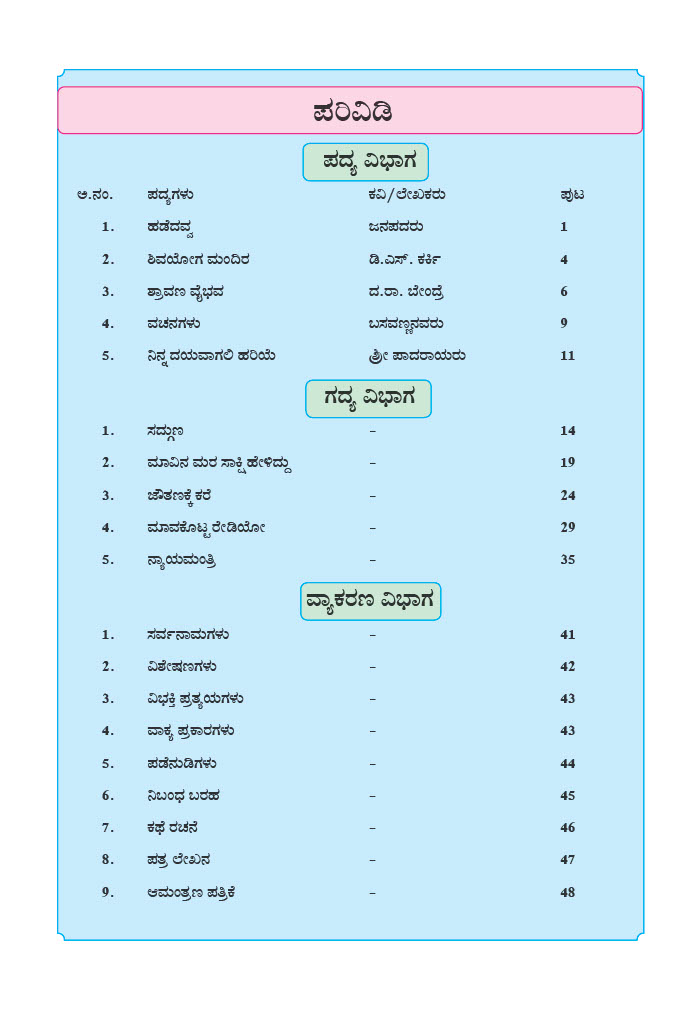 ಪರಿವಿಡಿ
ಪದ್ಯ ವಿಭಾಗ
ಅ.ನಂ. ಪದ್ಯಗಳು ಕವಿ/ಲೇಖಕರು ಪುಟ
1. ಹಡೆದವ್ವ ಜನಪದರು 1
2. ಶಿವಯೋಗ ಮಂದಿರ ಡಿ.ಎಸ್. ಕರ್ಕಿ 4
3. ಶ್ರಾವಣ ವೈಭವ ದ.ರಾ. ಬೇಂದ್ರೆ 6
4. ವಚನಗಳು ಬಸವಣ್ಣನವರು 9
5. ನಿನ್ನ ದಯವಾಗಲಿ ಹರಿಯೆ ಶ್ರೀ ಪಾದರಾಯರು 11
ಗದ್ಯ ವಿಭಾಗ
1. ಸದ್ಗುಣ – 14
2. ಮಾವಿನ ಮರ ಸಾಕ್ಷಿ ಹೇಳಿದ್ದು – 19
3. ಜೌತಣಕ್ಕೆ ಕರೆ – 24
4. ಮಾವಕೊಟ್ಟ ರೇಡಿಯೋ – 29
5. ನ್ಯಾಯಮಂತ್ರಿ – 35
ವ್ಯಾಕರಣ ವಿಭಾಗ
1. ಸರ್ವನಾಮಗಳು – 41
2. ವಿಶೇಷಣಗಳು – 42
3. ವಿಭಕ್ತಿ ಪ್ರತ್ಯಯಗಳು – 43
4. ವಾಕ್ಯ ಪ್ರಕಾರಗಳು – 43
5. ಪಡೆನುಡಿಗಳು – 44
6. ನಿಬಂಧ ಬರಹ – 45
7. ಕಥೆ ರಚನೆ – 46
8. ಪತ್ರ ಲೇಖನ – 47
9. ಆಮಂತ್ರಣ ಪತ್ರಿಕೆ – 48